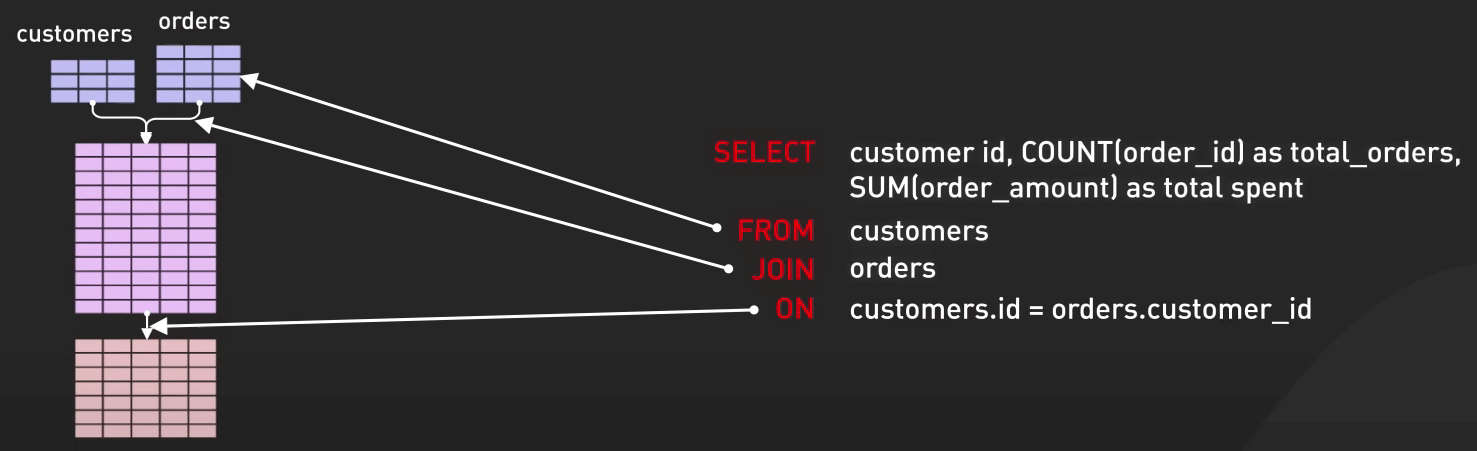 customers
orders
SELECT customer id, COUNT(order_id) as total_orders,
SUM(order_amount) as total spent
FROM customers
JOIN orders
ON customers.id = orders.customer_id